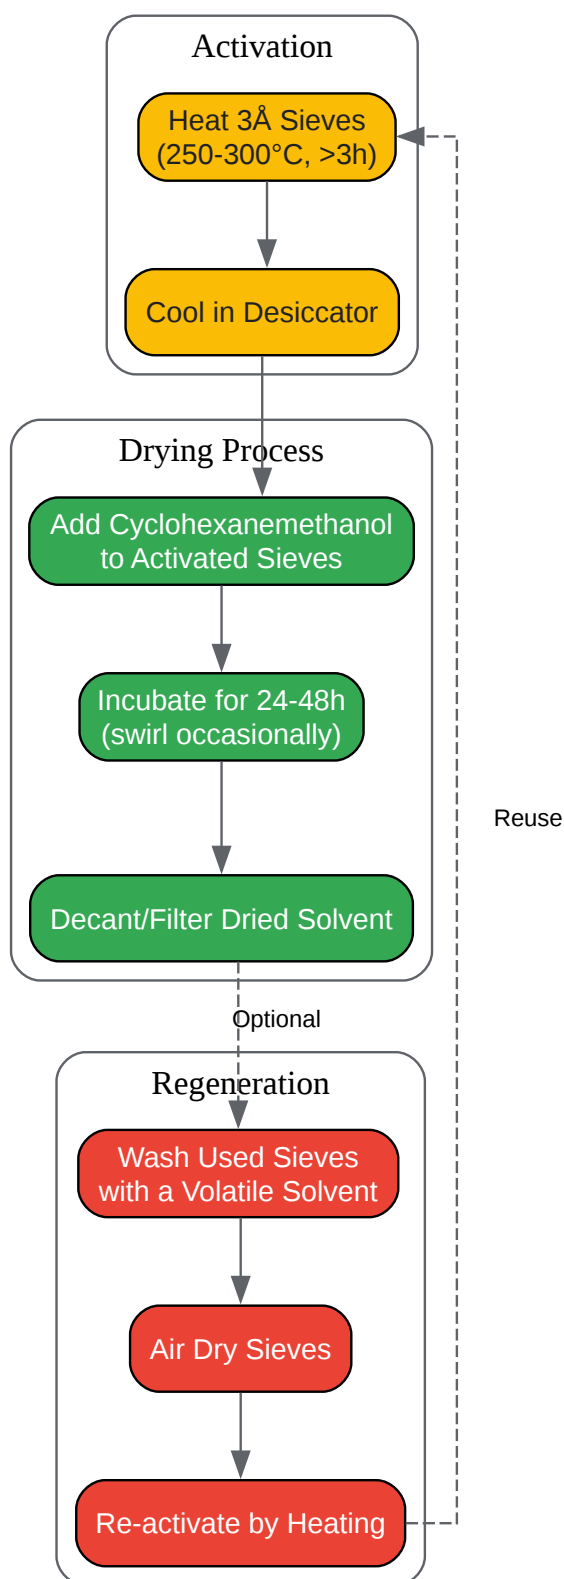 Activation
Heat 3Å Sieves
(250-300°C, >3h)
Cool in Desiccator
Drying Process
Add Cyclohexanemethanol
to Activated Sieves
Incubate for 24-48h
(swirl occasionally)
Reuse
Decant/Filter Dried Solvent
Optional
Regeneration
Wash Used Sieves
with a Volatile Solvent
Air Dry Sieves
Re-activate by Heating